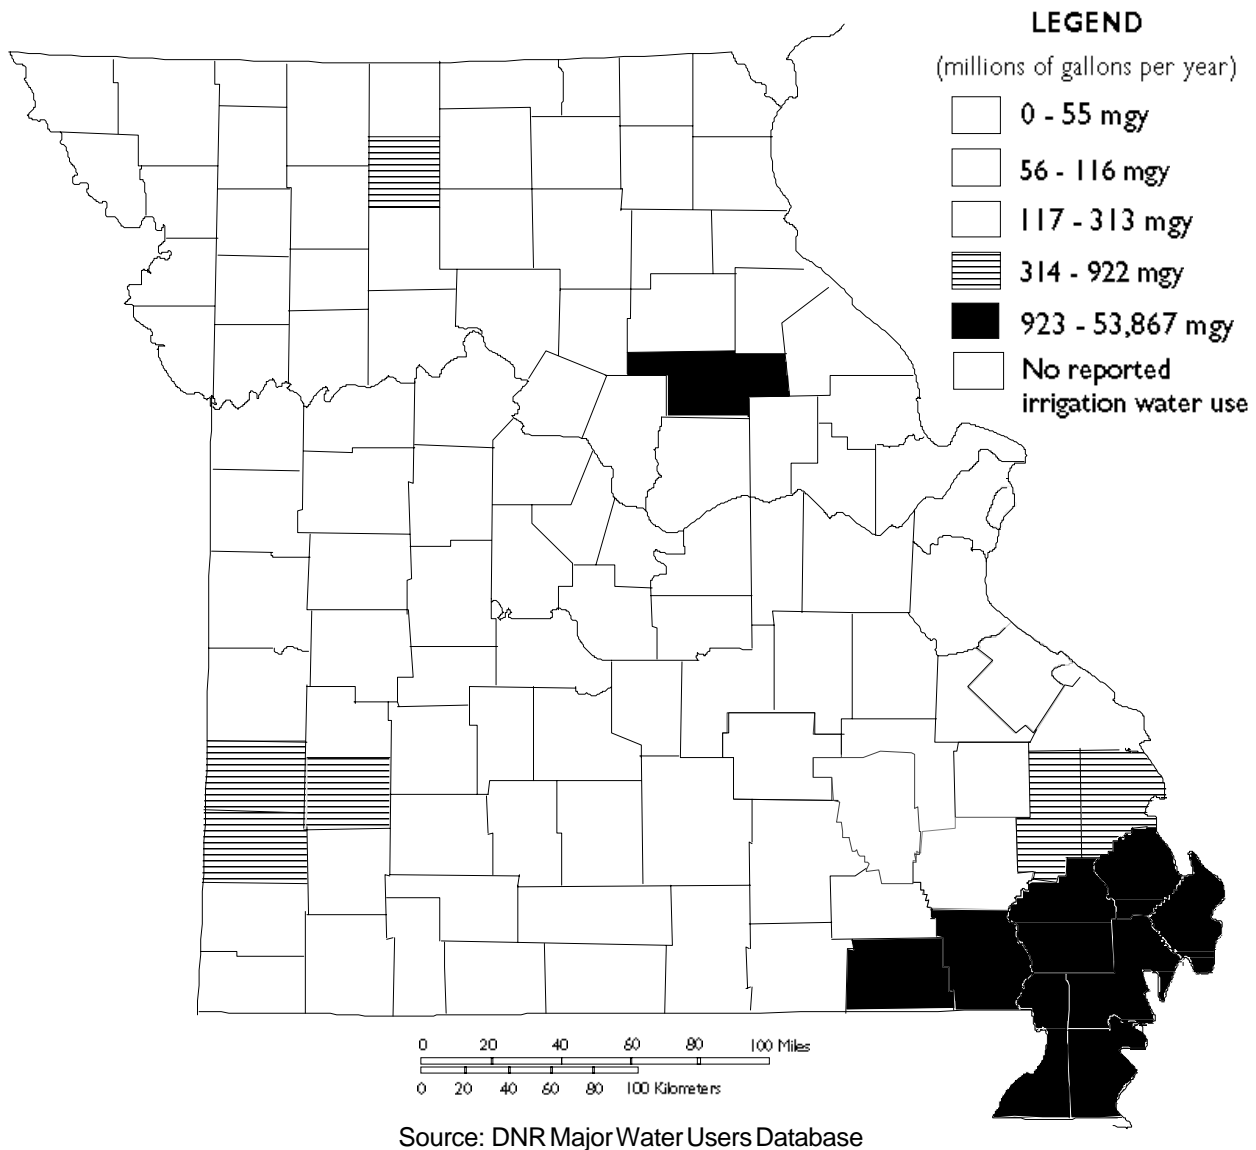 LEGEND
(millions of gallons per year)
0 - 55 mgy
56 - 116 mgy
117 - 313 mgy
314 - 922 mgy
923 - 53,867 mgy
No reported
irrigation water use
0 20 40 60 80 100 Miles
0 20 40 60 80 100 Kilometers
Source: DNR Major Water Users Database